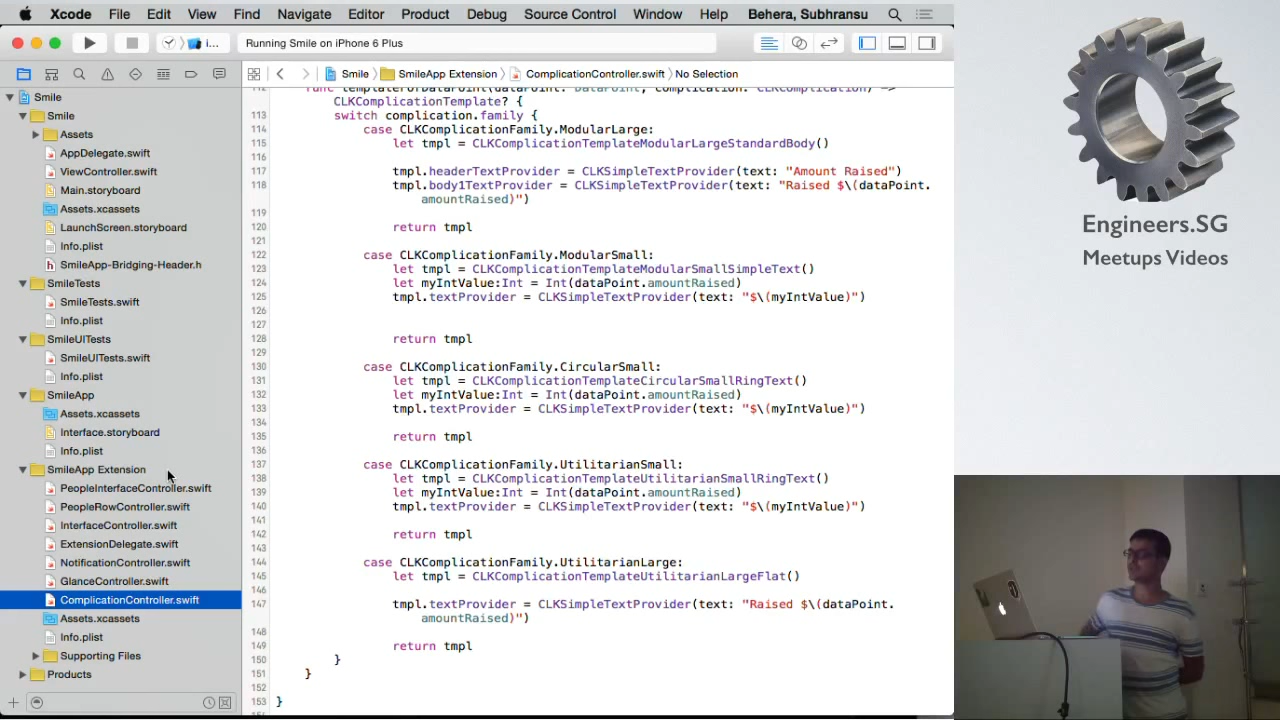 Xcode File Edit View Find Navigate Editor Product Debug Source Control Window Help Behera, Subhransu
i... Running Smile on iPhone 6 Plus
Smile SmileApp Extension ComplicationController.swift No Selection
Smile
Smile
Assets
AppDelegate.swift
ViewController.swift
Main.storyboard
Assets.xcassets
LaunchScreen.storyboard
Info.plist
SmileApp-Bridging-Header.h
SmileTests
SmileTests.swift
Info.plist
SmileUITests
SmileUITests.swift
Info.plist
SmileApp
Assets.xcassets
Interface.storyboard
Info.plist
SmileApp Extension
PeopleInterfaceController.swift
PeopleRowController.swift
InterfaceController.swift
ExtensionDelegate.swift
NotificationController.swift
GlanceController.swift
ComplicationController.swift
Assets.xcassets
Info.plist
Supporting Files
Products
112 func templateForDataPoint(dataPoint: DataPoint, complication: CLKComplication) ->
CLKComplicationTemplate? {
113 switch complication.family {
114 case CLKComplicationFamily.ModularLarge:
115 let tmpl = CLKComplicationTemplateModularLargeStandardBody()
116
117 tmpl.headerTextProvider = CLKSimpleTextProvider(text: "Amount Raised")
118 tmpl.body1TextProvider = CLKSimpleTextProvider(text: "Raised $\(dataPoint.
amountRaised)")
119
120 return tmpl
121
122 case CLKComplicationFamily.ModularSmall:
123 let tmpl = CLKComplicationTemplateModularSmallSimpleText()
124 let myIntValue:Int = Int(dataPoint.amountRaised)
125 tmpl.textProvider = CLKSimpleTextProvider(text: "$\(myIntValue)")
126
127
128 return tmpl
129
130 case CLKComplicationFamily.CircularSmall:
131 let tmpl = CLKComplicationTemplateCircularSmallRingText()
132 let myIntValue:Int = Int(dataPoint.amountRaised)
133 tmpl.textProvider = CLKSimpleTextProvider(text: "$\(myIntValue)")
134
135 return tmpl
136
137 case CLKComplicationFamily.UtilitarianSmall:
138 let tmpl = CLKComplicationTemplateUtilitarianSmallRingText()
139 let myIntValue:Int = Int(dataPoint.amountRaised)
140 tmpl.textProvider = CLKSimpleTextProvider(text: "$\(myIntValue)")
141
142 return tmpl
143
144 case CLKComplicationFamily.UtilitarianLarge:
145 let tmpl = CLKComplicationTemplateUtilitarianLargeFlat()
146
147 tmpl.textProvider = CLKSimpleTextProvider(text: "Raised $\(dataPoint.
amountRaised)")
148
149 return tmpl
150 }
151 }
152
153 }
Engineers.SG
Meetups Videos